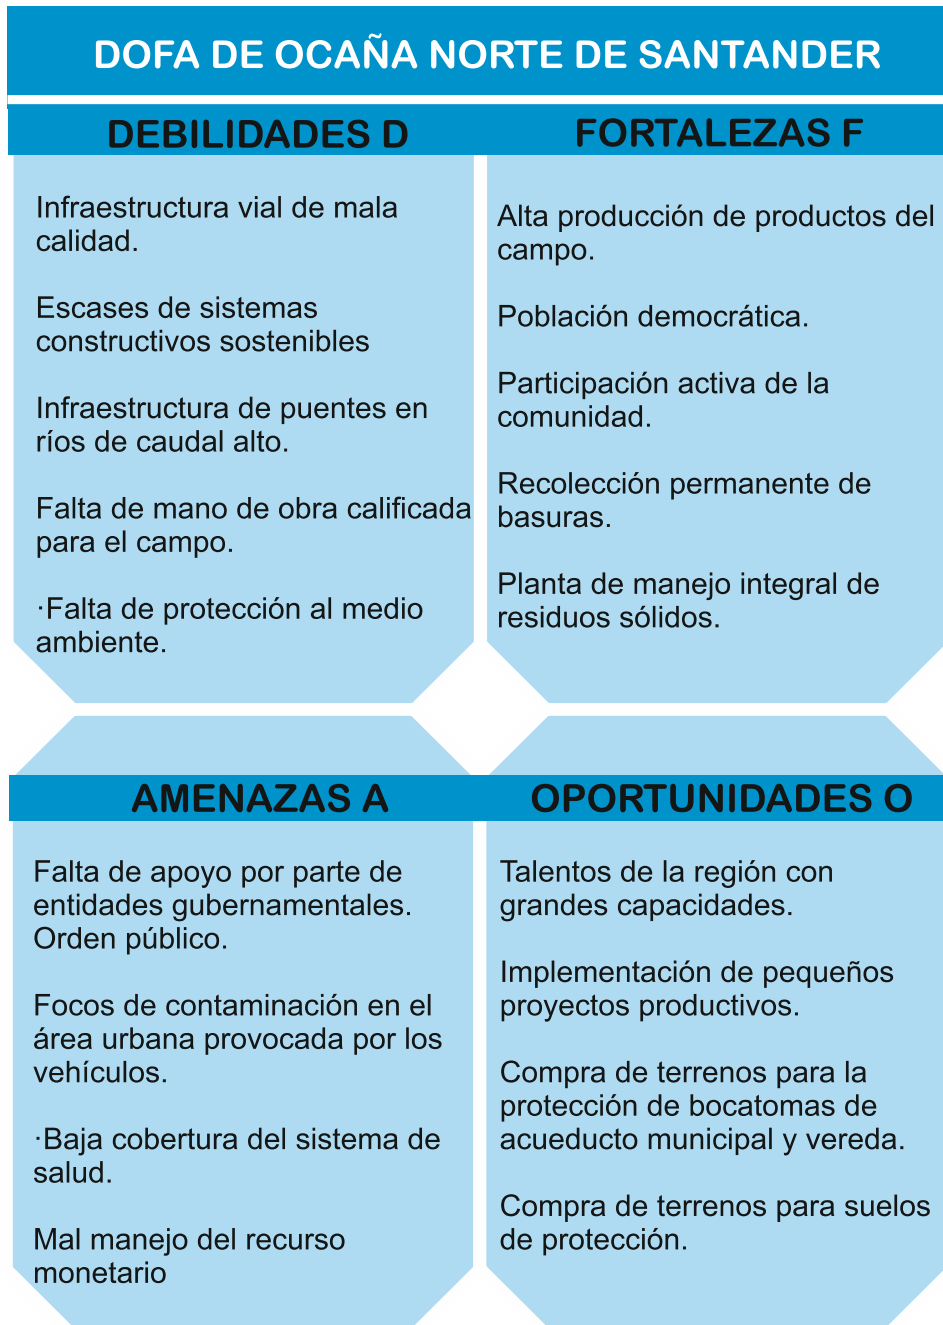 DOFA DE OCAÑA NORTE DE SANTANDER
DEBILIDADES D
Infraestructura vial de mala
calidad.
Escases de sistemas
constructivos sostenibles
Infraestructura de puentes en
ríos de caudal alto.
Falta de mano de obra calificada
para el campo.
·Falta de protección al medio
ambiente.
FORTALEZAS F
Alta producción de productos del
campo.
Población democrática.
Participación activa de la
comunidad.
Recolección permanente de
basuras.
Planta de manejo integral de
residuos sólidos.
AMENAZAS A
Falta de apoyo por parte de
entidades gubernamentales.
Orden público.
Focos de contaminación en el
área urbana provocada por los
vehículos.
·Baja cobertura del sistema de
salud.
Mal manejo del recurso
monetario
OPORTUNIDADES O
Talentos de la región con
grandes capacidades.
Implementación de pequeños
proyectos productivos.
Compra de terrenos para la
protección de bocatomas de
acueducto municipal y vereda.
Compra de terrenos para suelos
de protección.